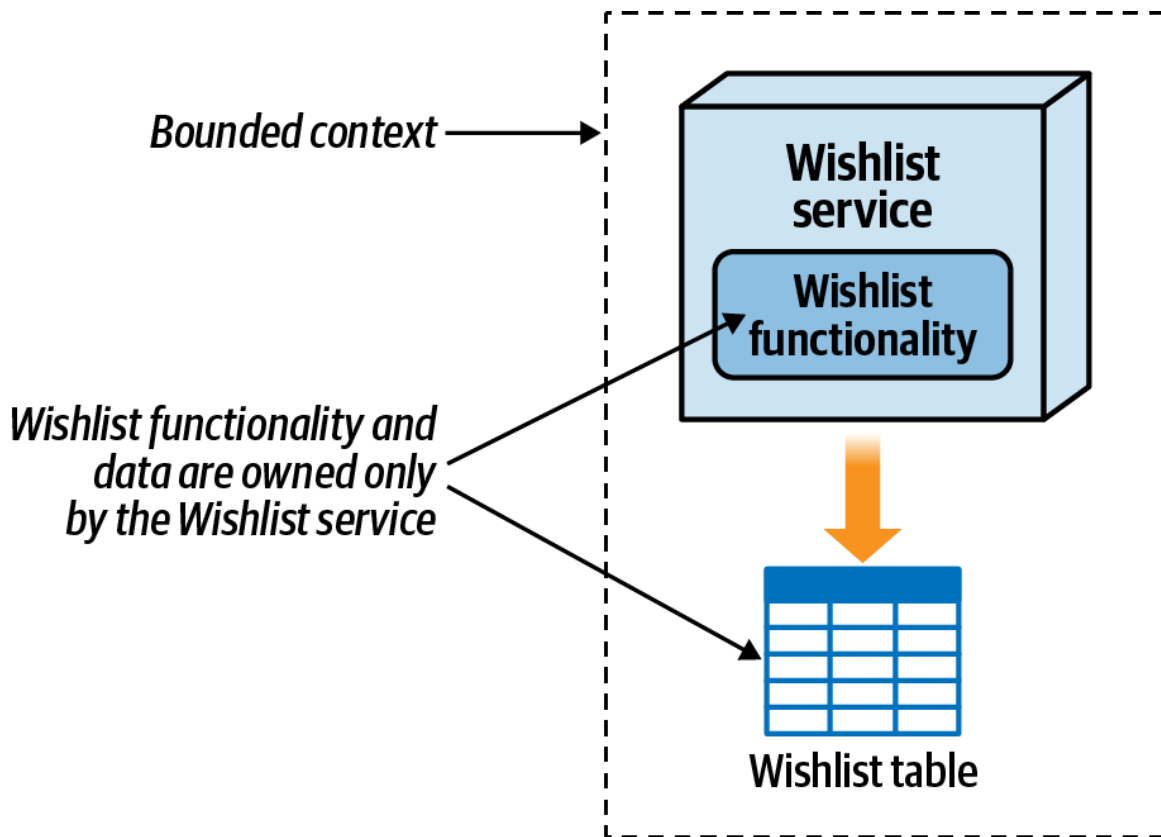 Bounded context
Wishlist
service
Wishlist
functionality
Wishlist functionality and
data are owned only
by the Wishlist service
Wishlist table